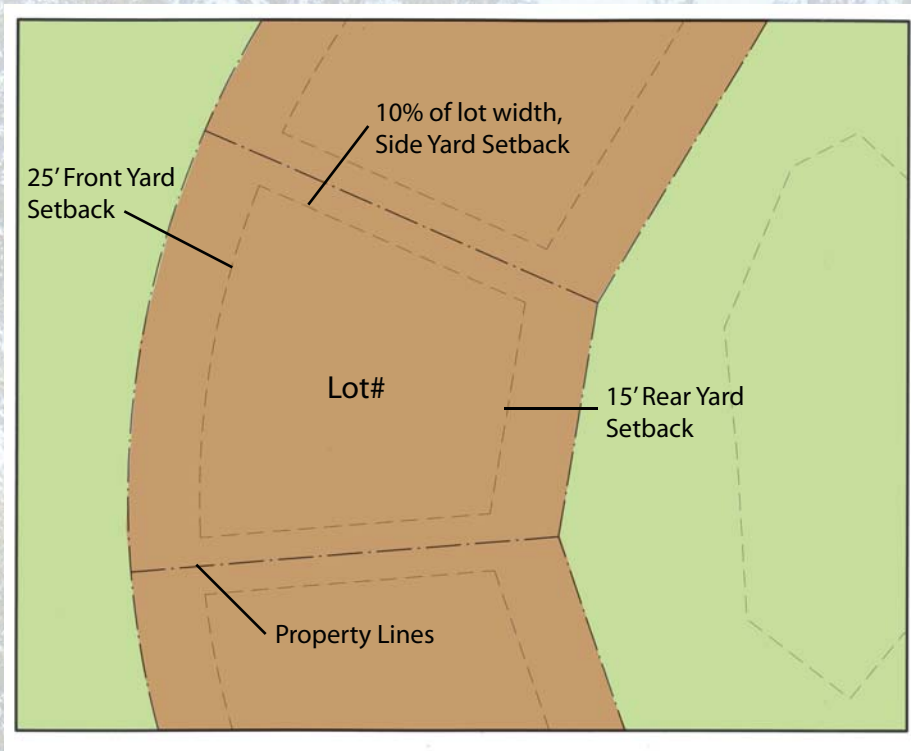 10% of lot width,
Side Yard Setback
25’ Front Yard
Setback
Lot#
15’ Rear Yard
Setback
Property Lines